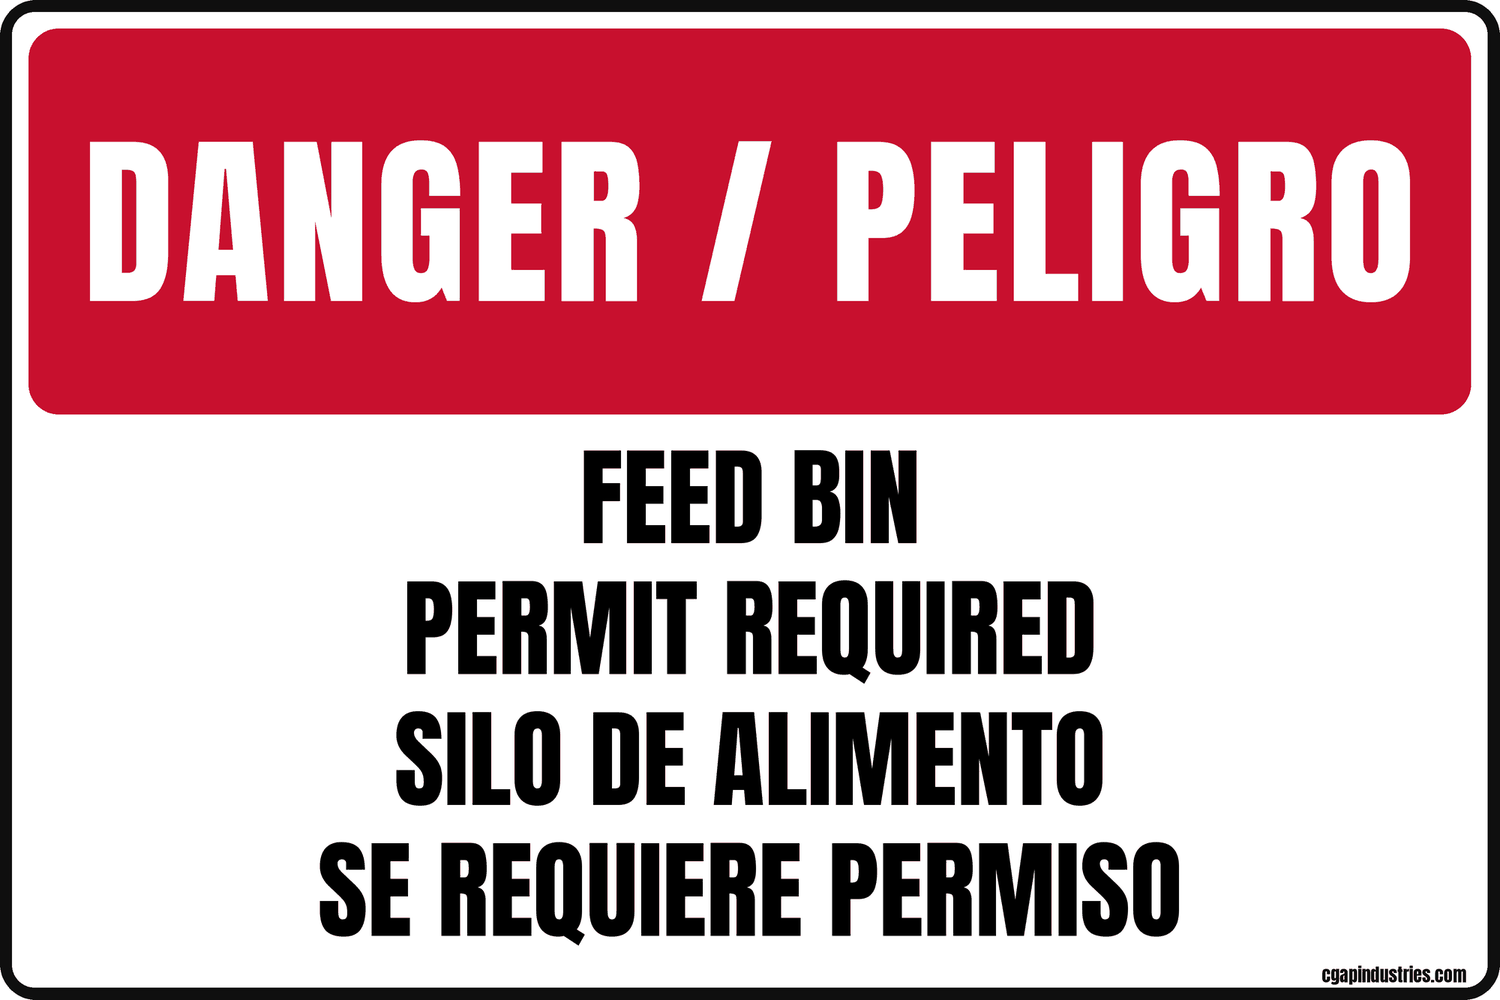 DANGER / PELIGRO
FEED BIN
PERMIT REQUIRED
SILO DE ALIMENTO
SE REQUIERE PERMISO
cgapindustries.com